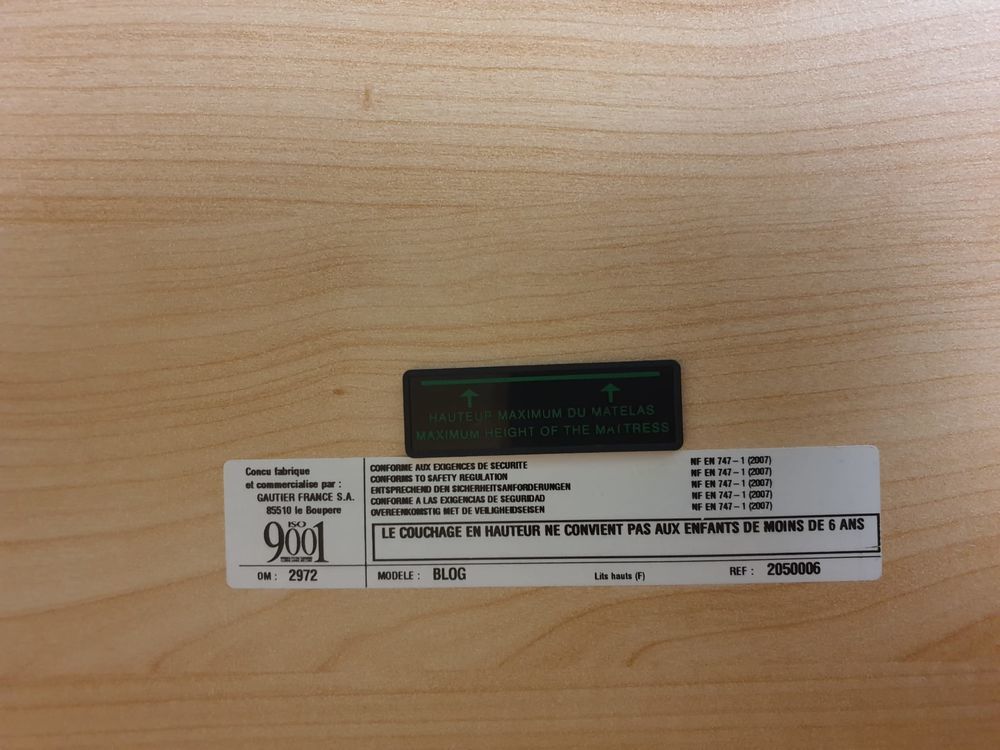 HAUTEUR MAXIMUM DU MATELAS
MAXIMUM HEIGHT OF THE MATTRESS
Concu fabrique
et commercialise par :
GAUTIER FRANCE S.A.
85510 le Boupere
ISO
9001
OM : 2972
CONFORME AUX EXIGENCES DE SECURITE NF EN 747 – 1 (2007)
CONFORMS TO SAFETY REGULATION NF EN 747 – 1 (2007)
ENTSPRECHEND DEN SICHERHEITSANFORDERUNGEN NF EN 747 – 1 (2007)
CONFORME A LAS EXIGENCIAS DE SEGURIDAD NF EN 747 – 1 (2007)
OVEREENKOMSTIG MET DE VEILIGHEIDSEISEN NF EN 747 – 1 (2007)
LE COUCHAGE EN HAUTEUR NE CONVIENT PAS AUX ENFANTS DE MOINS DE 6 ANS
MODELE : BLOG Lits hauts (F) REF : 2050006